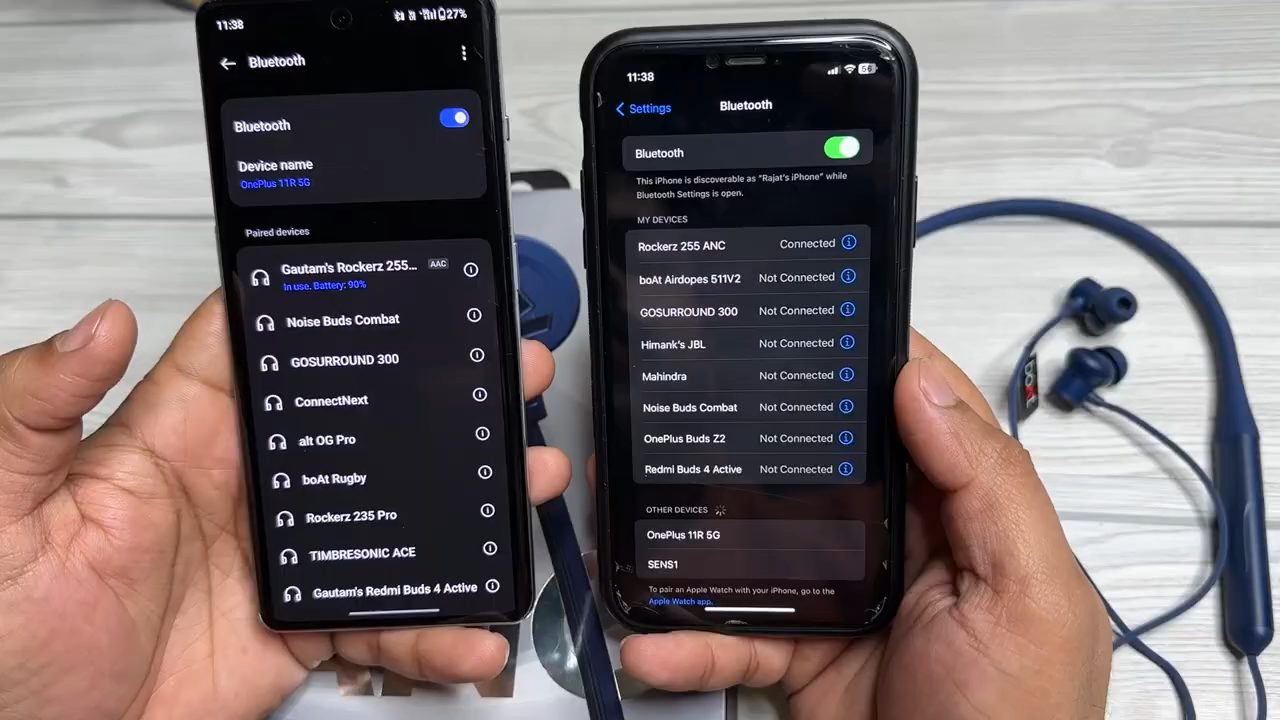 11:38
27%
Bluetooth
Bluetooth
Device name
OnePlus 11R 5G
Paired devices
Gautam's Rockerz 255...
AAC
In use. Battery: 90%
Noise Buds Combat
GOSURROUND 300
ConnectNext
alt OG Pro
boAt Rugby
Rockerz 235 Pro
TIMBRESONIC ACE
Gautam's Redmi Buds 4 Active
11:38
56
Settings
Bluetooth
Bluetooth
This iPhone is discoverable as “Rajat's iPhone” while
Bluetooth Settings is open.
MY DEVICES
Rockerz 255 ANC Connected
boAt Airdopes 511V2 Not Connected
GOSURROUND 300 Not Connected
Himank's JBL Not Connected
Mahindra Not Connected
Noise Buds Combat Not Connected
OnePlus Buds Z2 Not Connected
Redmi Buds 4 Active Not Connected
OTHER DEVICES
OnePlus 11R 5G
SENS1
To pair an Apple Watch with your iPhone, go to the
Apple Watch app.